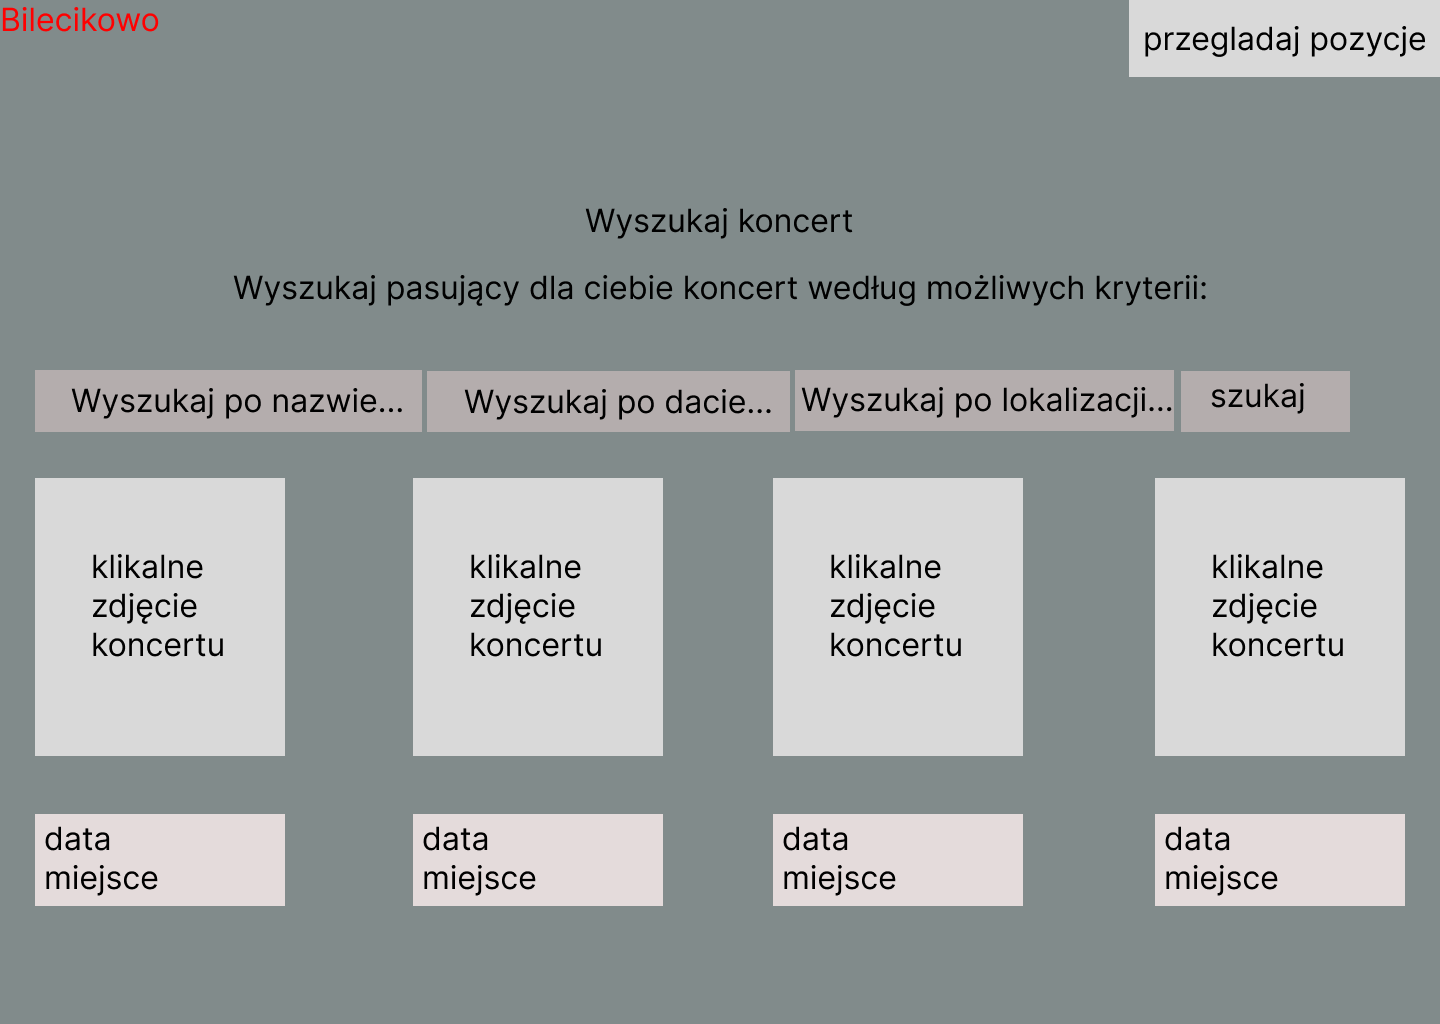 Bilecikowo
przegladaj pozycje
Wyszukaj koncert
Wyszukaj pasujący dla ciebie koncert według możliwych kryterii:
Wyszukaj po nazwie...
Wyszukaj po dacie...
Wyszukaj po lokalizacji...
szukaj
klikalne
zdjęcie
koncertu
klikalne
zdjęcie
koncertu
klikalne
zdjęcie
koncertu
klikalne
zdjęcie
koncertu
data
miejsce
data
miejsce
data
miejsce
data
miejsce